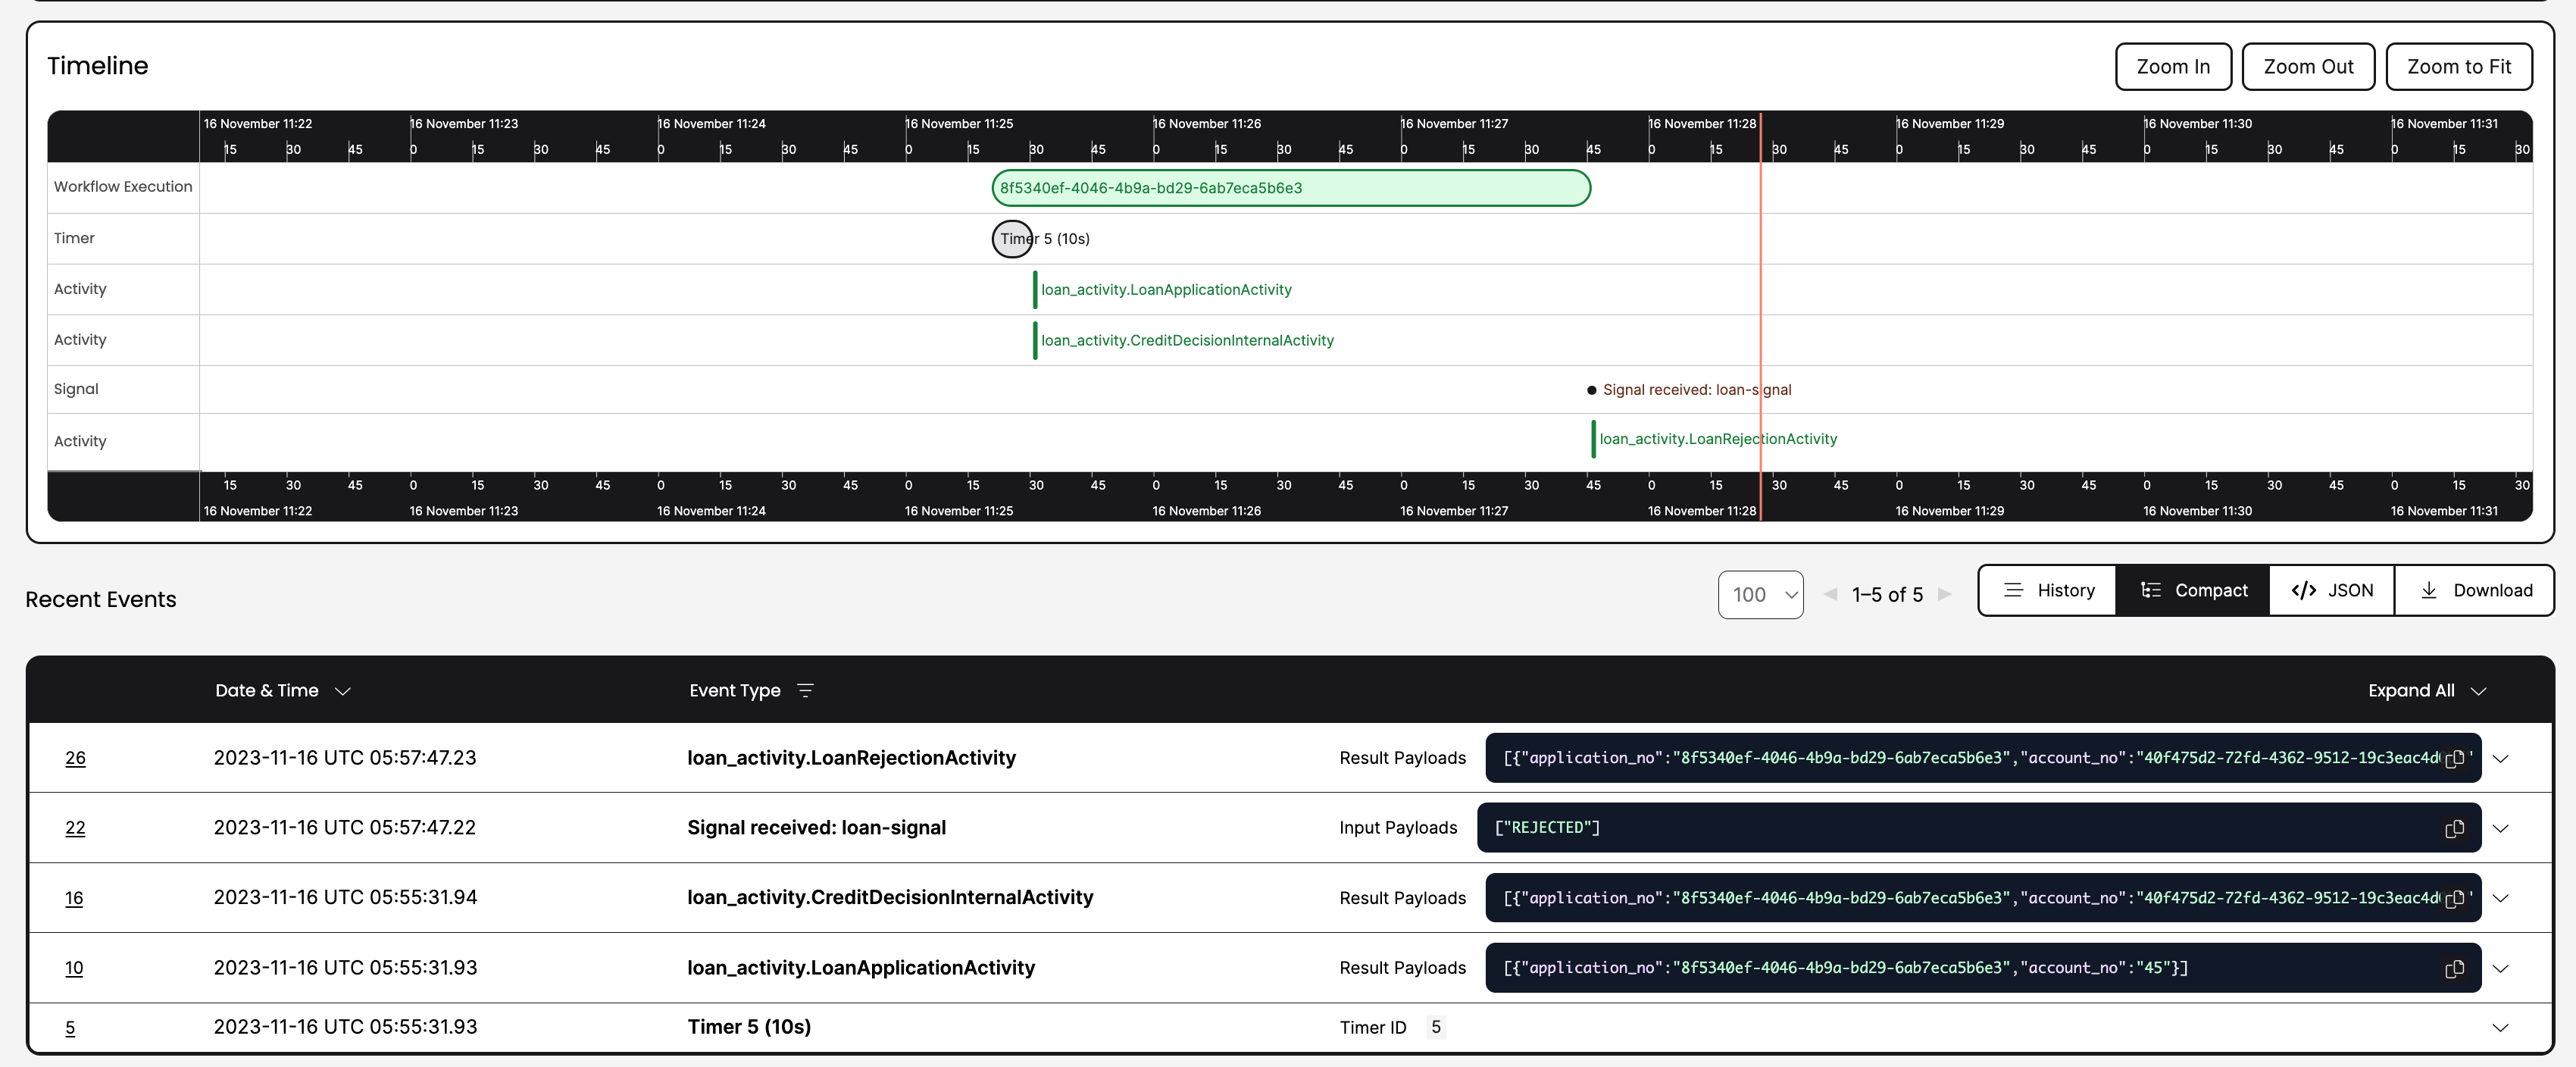 Timeline
Zoom In Zoom Out Zoom to Fit
16 November 11:22 16 November 11:23 16 November 11:24 16 November 11:25 16 November 11:26 16 November 11:27 16 November 11:28 16 November 11:29 16 November 11:30 16 November 11:31
15 30 45 0 15 30 45 0 15 30 45 0 15 30 45 0 15 30 45 0 15 30 45 0 15 30 45 0 15 30 45 0 15 30 45 0 15 30
Workflow Execution 8f5340ef-4046-4b9a-bd29-6ab7eca5b6e3
Timer Timer 5 (10s)
Activity loan_activity.LoanApplicationActivity
Activity loan_activity.CreditDecisionInternalActivity
Signal Signal received: loan-signal
Activity loan_activity.LoanRejectionActivity
15 30 45 0 15 30 45 0 15 30 45 0 15 30 45 0 15 30 45 0 15 30 45 0 15 30 45 0 15 30 45 0 15 30 45 0 15 30
16 November 11:22 16 November 11:23 16 November 11:24 16 November 11:25 16 November 11:26 16 November 11:27 16 November 11:28 16 November 11:29 16 November 11:30 16 November 11:31
Recent Events 100 1–5 of 5 History Compact </> JSON Download
Date & Time Event Type Expand All
26 2023-11-16 UTC 05:57:47.23 loan_activity.LoanRejectionActivity Result Payloads [{"application_no":"8f5340ef-4046-4b9a-bd29-6ab7eca5b6e3","account_no":"40f475d2-72fd-4362-9512-19c3eac4d
22 2023-11-16 UTC 05:57:47.22 Signal received: loan-signal Input Payloads ["REJECTED"]
16 2023-11-16 UTC 05:55:31.94 loan_activity.CreditDecisionInternalActivity Result Payloads [{"application_no":"8f5340ef-4046-4b9a-bd29-6ab7eca5b6e3","account_no":"40f475d2-72fd-4362-9512-19c3eac4d
10 2023-11-16 UTC 05:55:31.93 loan_activity.LoanApplicationActivity Result Payloads [{"application_no":"8f5340ef-4046-4b9a-bd29-6ab7eca5b6e3","account_no":"45"}]
5 2023-11-16 UTC 05:55:31.93 Timer 5 (10s) Timer ID 5